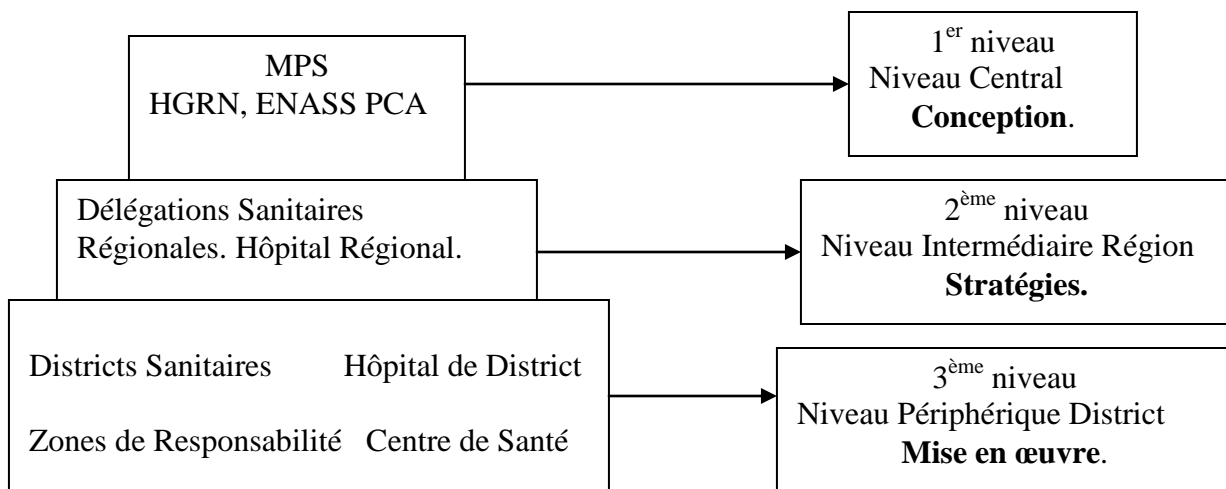 MPS
HGRN, ENASS PCA
1er niveau
Niveau Central
Conception.
Délégations Sanitaires
Régionales. Hôpital Régional.
2ème niveau
Niveau Intermédiaire Région
Stratégies.
Districts Sanitaires Hôpital de District
Zones de Responsabilité Centre de Santé
3ème niveau
Niveau Périphérique District
Mise en œuvre.